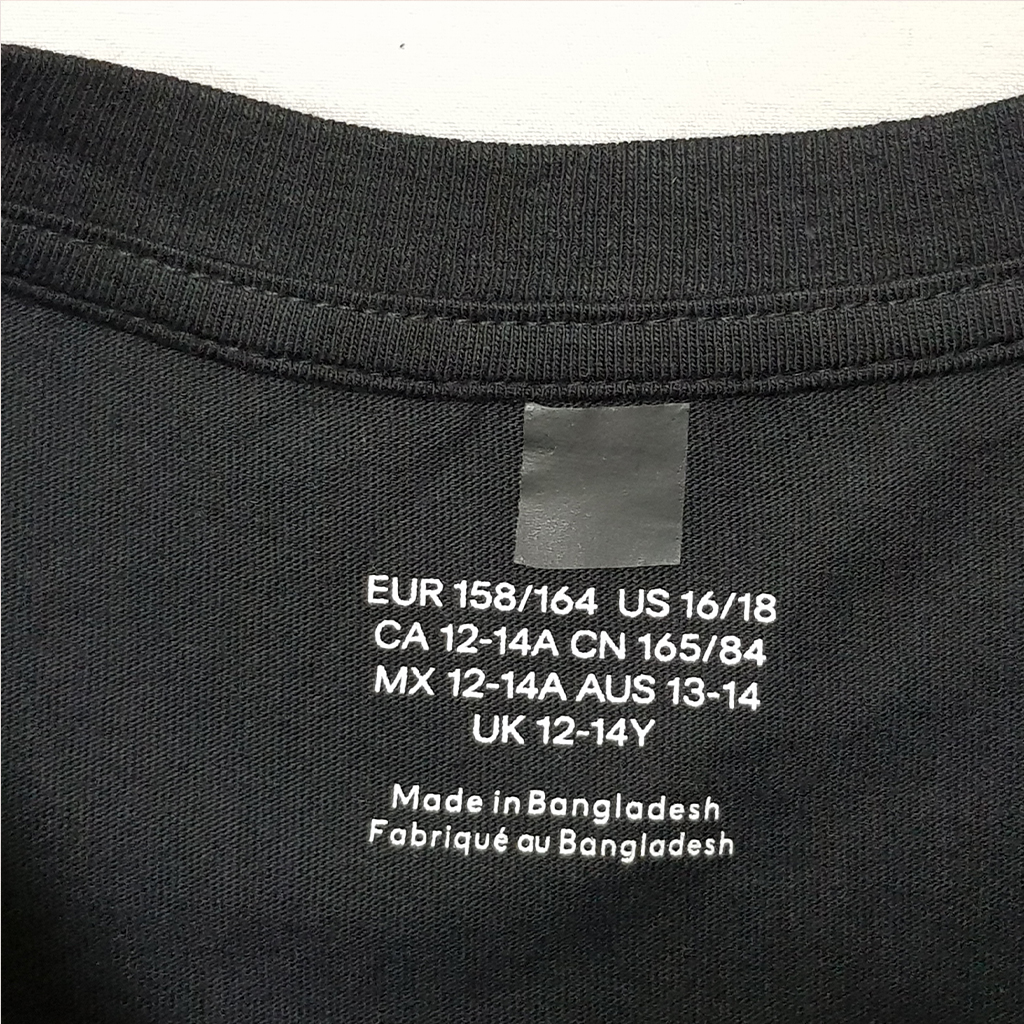 EUR 158/164 US 16/18
CA 12-14A CN 165/84
MX 12-14A AUS 13-14
UK 12-14Y
Made in Bangladesh
Fabriqué au Bangladesh